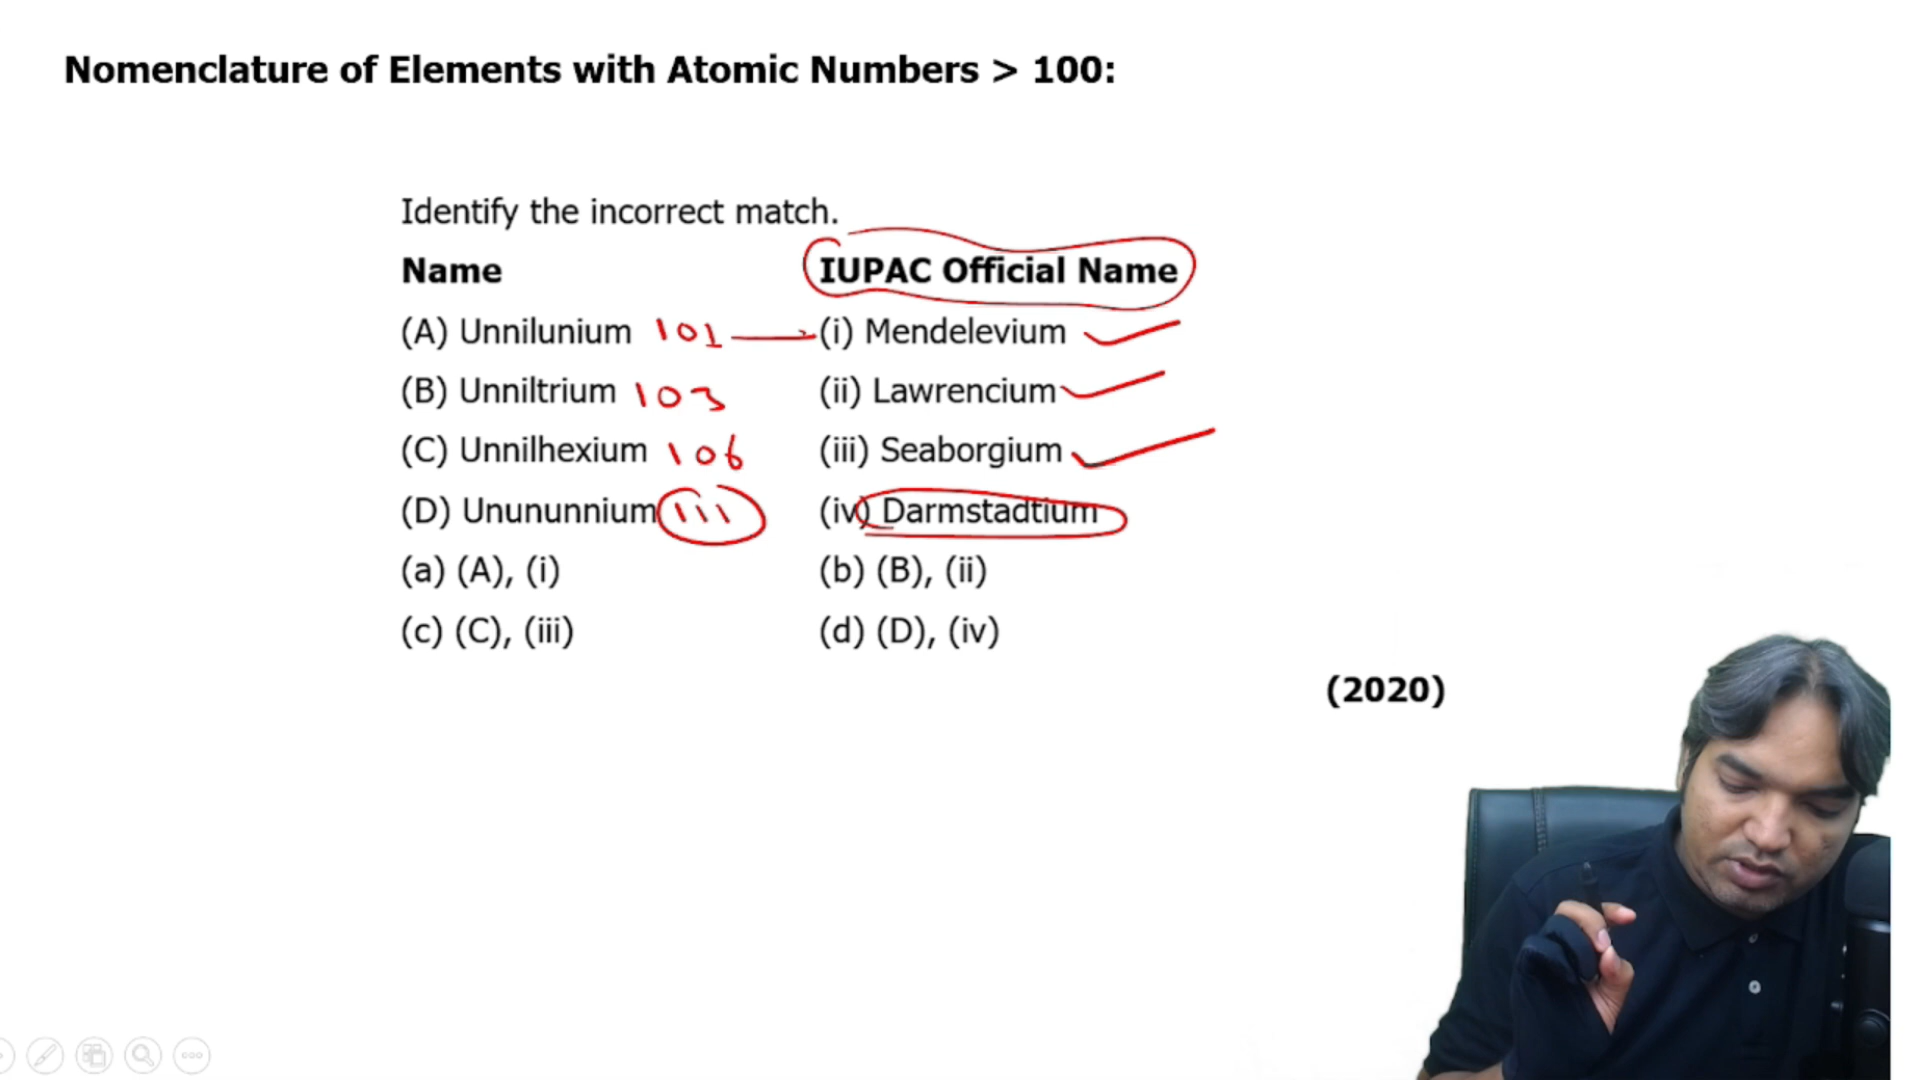 Nomenclature of Elements with Atomic Numbers > 100:
Identify the incorrect match.
Name IUPAC Official Name
(A) Unnilunium 101 (i) Mendelevium
(B) Unniltrium 103 (ii) Lawrencium
(C) Unnilhexium 106 (iii) Seaborgium
(D) Unununnium 111 (iv) Darmstadtium
(a) (A), (i) (b) (B), (ii)
(c) (C), (iii) (d) (D), (iv)
(2020)